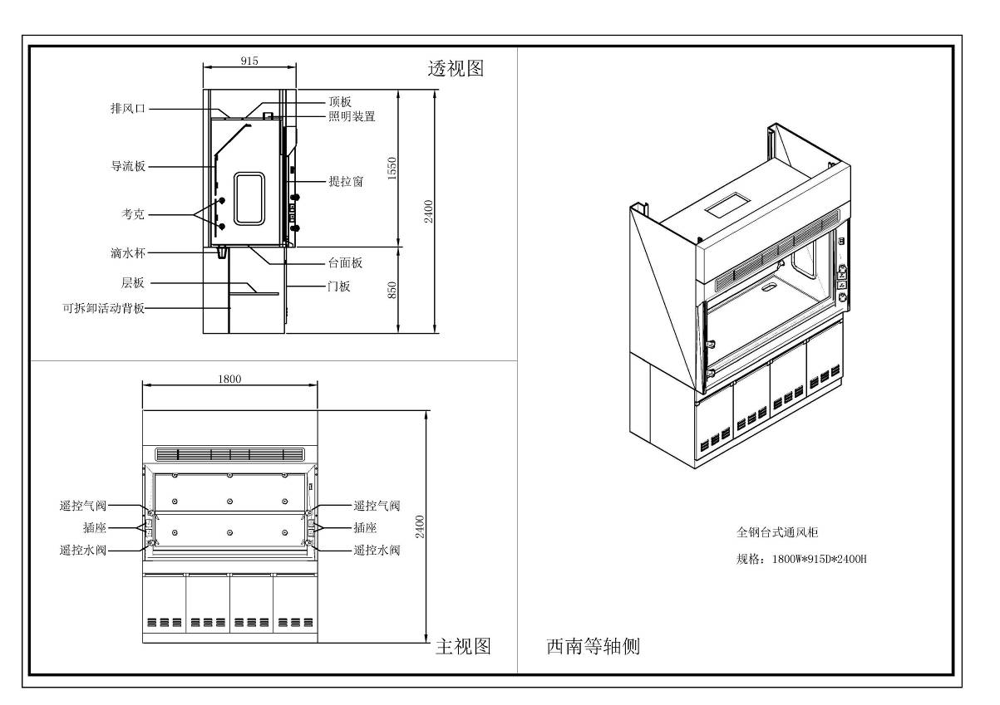 915
透视图
排风口
顶板
照明装置
导流板
1550
提拉窗
2400
考克
滴水杯
台面板
层板
门板
850
可拆卸活动背板
1800
遥控气阀
遥控气阀
插座
插座
2400
遥控水阀
遥控水阀
主视图
全钢台式通风柜
规格：1800W*915D*2400H
西南等轴侧